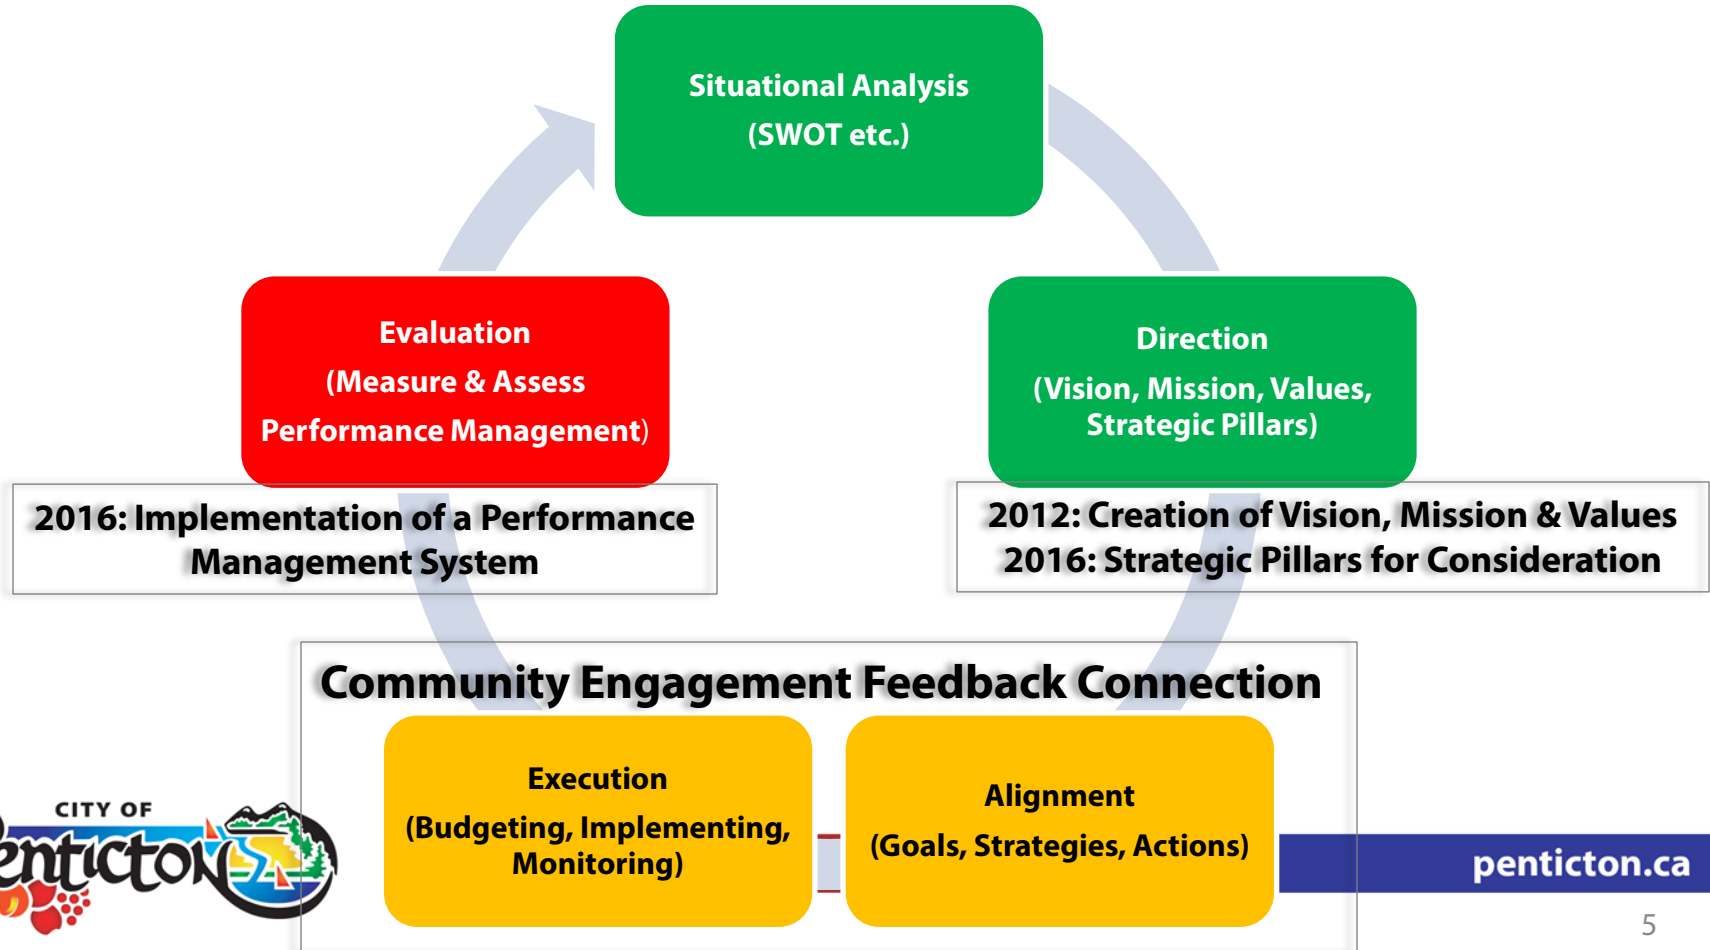 Situational Analysis
(SWOT etc.)
Evaluation
(Measure & Assess
Performance Management)
Direction
(Vision, Mission, Values,
Strategic Pillars)
2016: Implementation of a Performance
Management System
2012: Creation of Vision, Mission & Values
2016: Strategic Pillars for Consideration
Community Engagement Feedback Connection
Execution
(Budgeting, Implementing,
Monitoring)
Alignment
(Goals, Strategies, Actions)
CITY OF
Penticton
penticton.ca
5